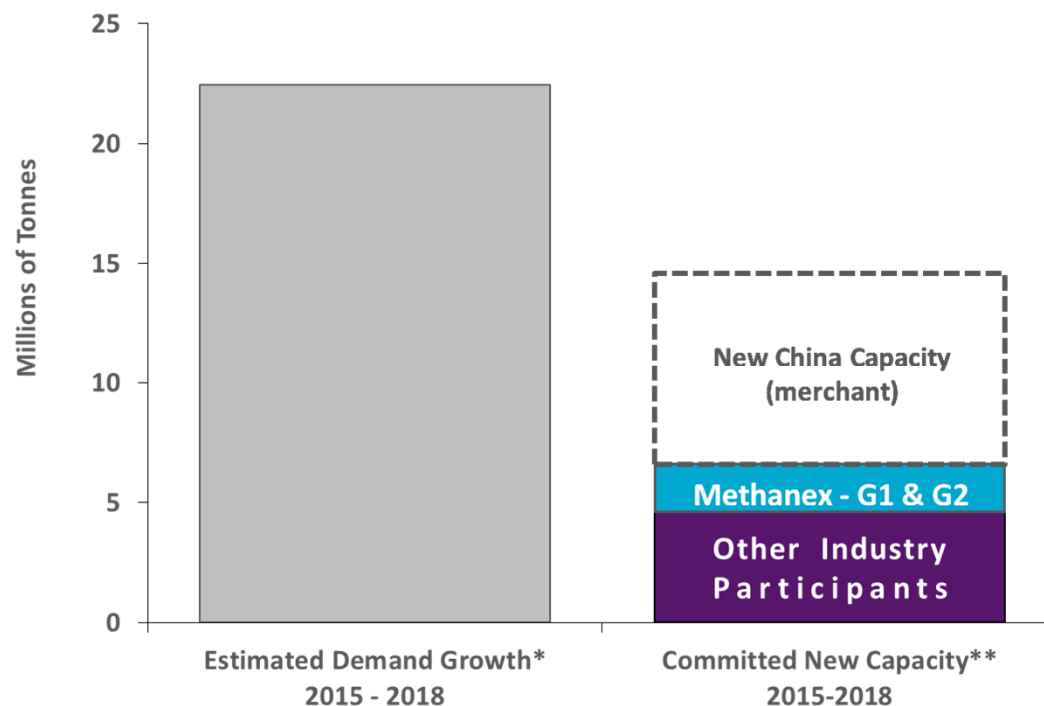 Millions of Tonnes
25
20
15
10
5
0
New China Capacity
(merchant)
Methanex - G1 & G2
Other Industry
Participants
Estimated Demand Growth*
2015 - 2018
Committed New Capacity**
2015-2018